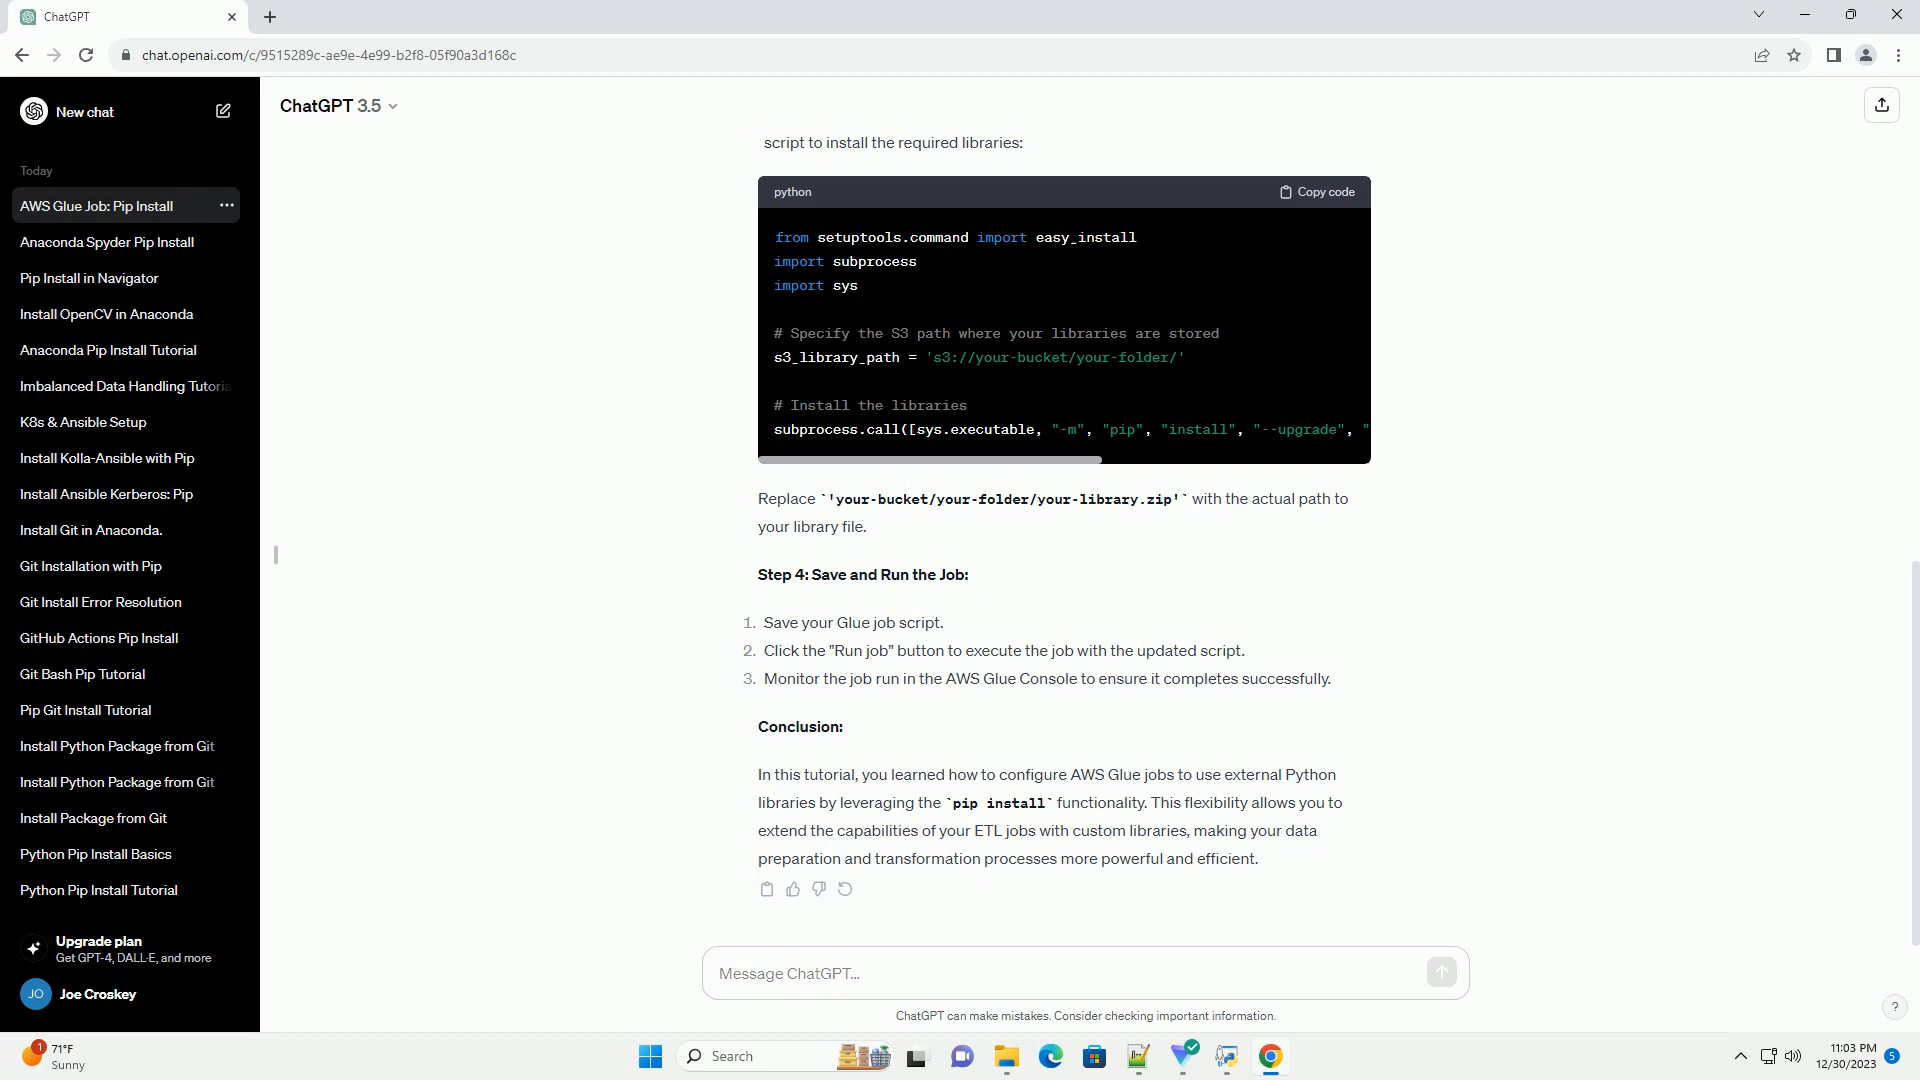 ChatGPT
chat.openai.com/c/9515289c-ae9e-4e99-b2f8-05f90a3d168c
New chat
Today
AWS Glue Job: Pip Install
Anaconda Spyder Pip Install
Pip Install in Navigator
Install OpenCV in Anaconda
Anaconda Pip Install Tutorial
Imbalanced Data Handling Tutoria
K8s & Ansible Setup
Install Kolla-Ansible with Pip
Install Ansible Kerberos: Pip
Install Git in Anaconda.
Git Installation with Pip
Git Install Error Resolution
GitHub Actions Pip Install
Git Bash Pip Tutorial
Pip Git Install Tutorial
Install Python Package from Git
Install Python Package from Git
Install Package from Git
Python Pip Install Basics
Python Pip Install Tutorial
Upgrade plan
Get GPT-4, DALL·E, and more
JO Joe Croskey
ChatGPT 3.5
script to install the required libraries:
python Copy code
from setuptools.command import easy_install
import subprocess
import sys
# Specify the S3 path where your libraries are stored
s3_library_path = 's3://your-bucket/your-folder/'
# Install the libraries
subprocess.call([sys.executable, "-m", "pip", "install", "--upgrade", "
Replace `'your-bucket/your-folder/your-library.zip'` with the actual path to
your library file.
Step 4: Save and Run the Job:
1. Save your Glue job script.
2. Click the "Run job" button to execute the job with the updated script.
3. Monitor the job run in the AWS Glue Console to ensure it completes successfully.
Conclusion:
In this tutorial, you learned how to configure AWS Glue jobs to use external Python
libraries by leveraging the `pip install` functionality. This flexibility allows you to
extend the capabilities of your ETL jobs with custom libraries, making your data
preparation and transformation processes more powerful and efficient.
Message ChatGPT...
ChatGPT can make mistakes. Consider checking important information.
?
1
71°F
Sunny
Search
11:03 PM
12/30/2023
5